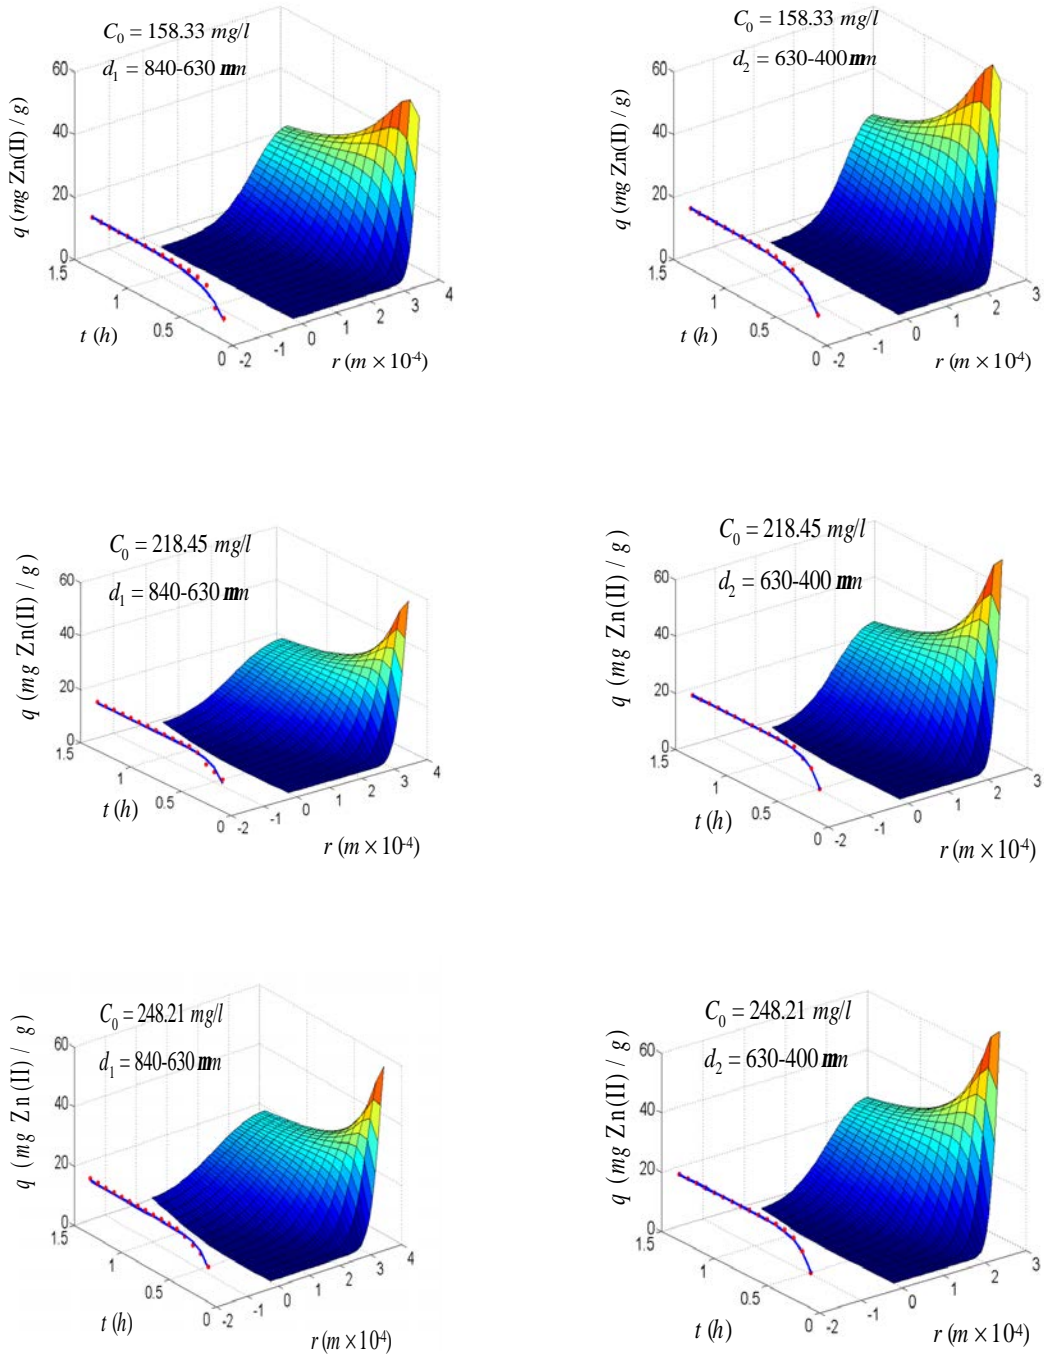 C₀ = 158.33 mg/l
d₁ = 840-630 mm
q (mg Zn(II) / g)
60
40
20
0
1.5
1
0.5
0
t (h)
-2
-1
0
1
2
3
4
r (m × 10⁻⁴)
C₀ = 158.33 mg/l
d₂ = 630-400 mm
q (mg Zn(II) / g)
60
40
20
0
1.5
1
0.5
0
t (h)
-2
-1
0
1
2
3
r (m × 10⁻⁴)
C₀ = 218.45 mg/l
d₁ = 840-630 mm
q (mg Zn(II) / g)
60
40
20
0
1.5
1
0.5
0
t (h)
-2
-1
0
1
2
3
4
r (m × 10⁻⁴)
C₀ = 218.45 mg/l
d₂ = 630-400 mm
q (mg Zn(II) / g)
60
40
20
0
1.5
1
0.5
0
t (h)
-2
-1
0
1
2
3
r (m × 10⁻⁴)
C₀ = 248.21 mg/l
d₁ = 840-630 mm
q (mg Zn(II) / g)
60
40
20
0
1.5
1
0.5
0
t (h)
-2
-1
0
1
2
3
4
r (m × 10⁻⁴)
C₀ = 248.21 mg/l
d₂ = 630-400 mm
q (mg Zn(II) / g)
60
40
20
0
1.5
1
0.5
0
t (h)
-2
-1
0
1
2
3
r (m × 10⁻⁴)